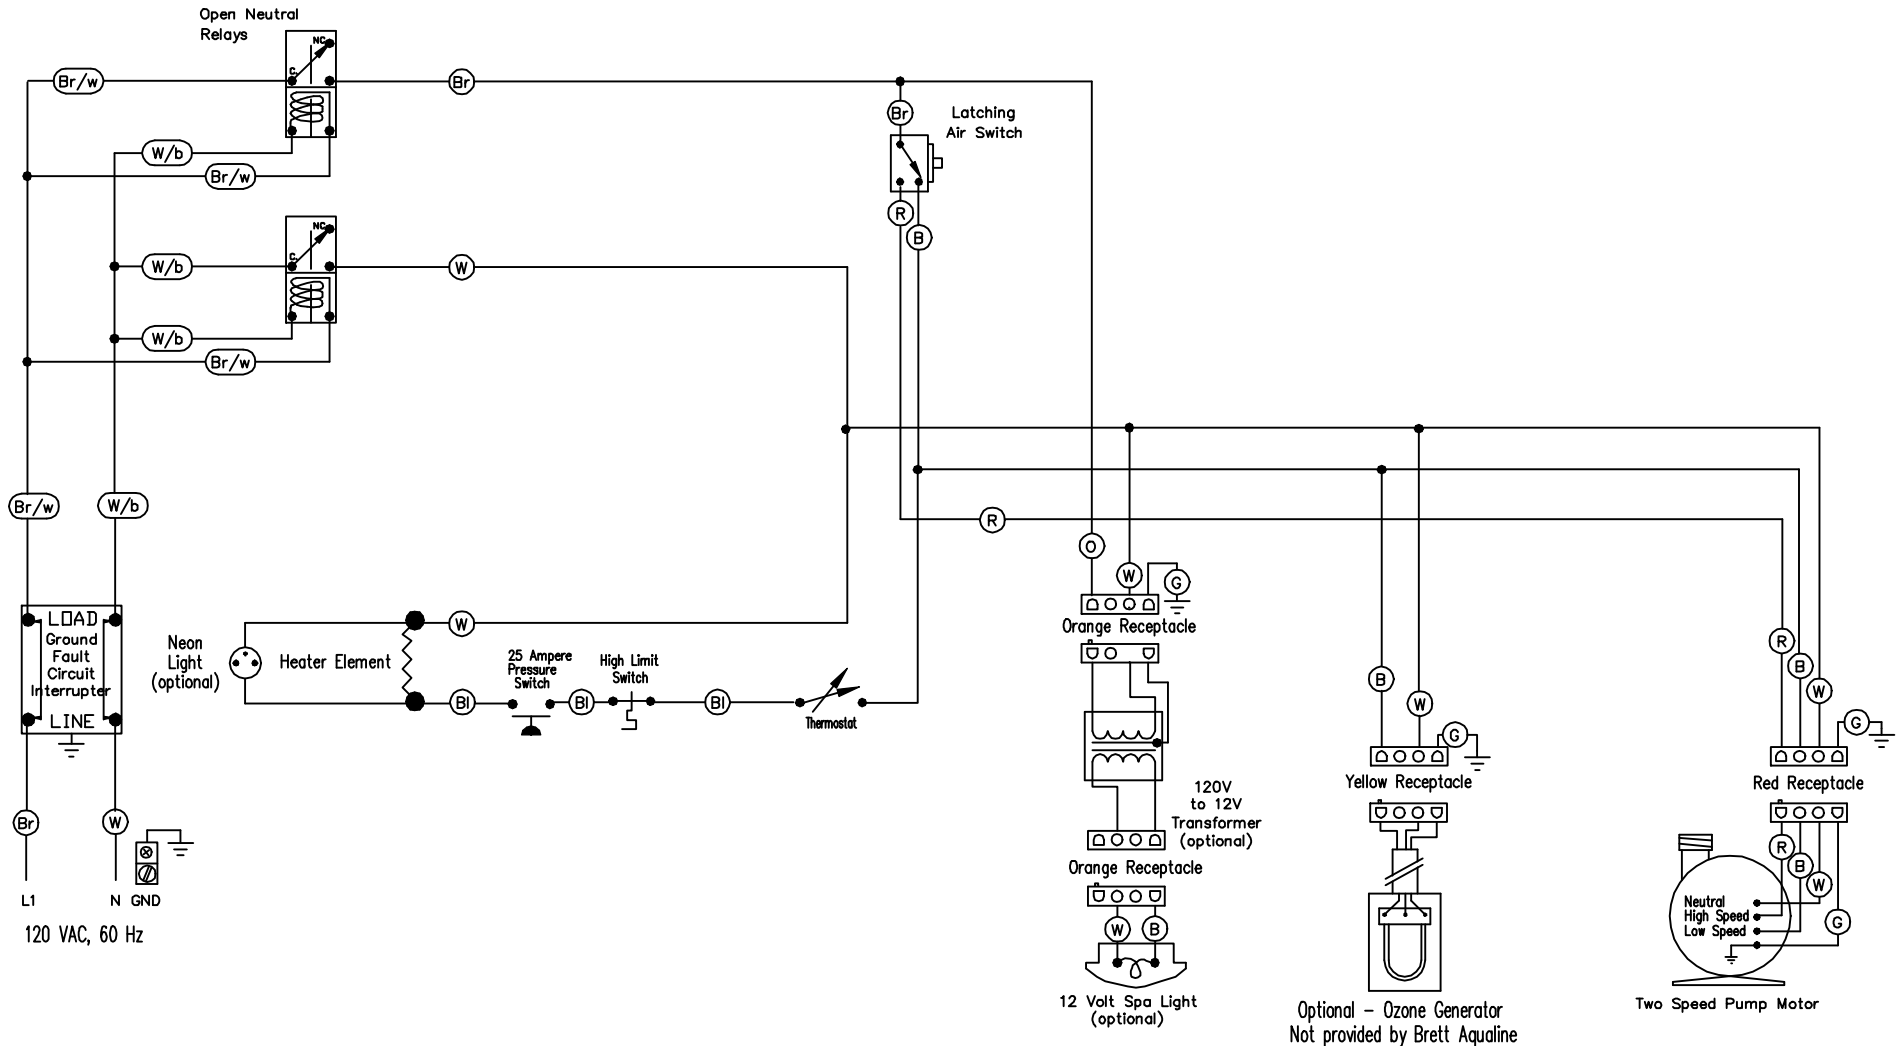 Open Neutral
Relays
NC
C.
Br/w
Br
W/b
Br/w
Br
Latching
Air Switch
NC
C.
W/b
W
R
B
W/b
Br/w
Br/w
W/b
R
O
W
G
Orange Receptacle
LOAD
Ground
Fault
Circuit
Interrupter
LINE
Neon
Light
(optional)
Heater Element
W
Bl
25 Ampere
Pressure
Switch
Bl
High Limit
Switch
Bl
Thermostat
R
B
W
G
B
W
G
Yellow Receptacle
Red Receptacle
120V
to 12V
Transformer
(optional)
Orange Receptacle
Br
W
L1
N
GND
120 VAC, 60 Hz
W
B
12 Volt Spa Light
(optional)
Optional - Ozone Generator
Not provided by Brett Aqualine
R
B
W
G
Neutral
High Speed
Low Speed
Two Speed Pump Motor